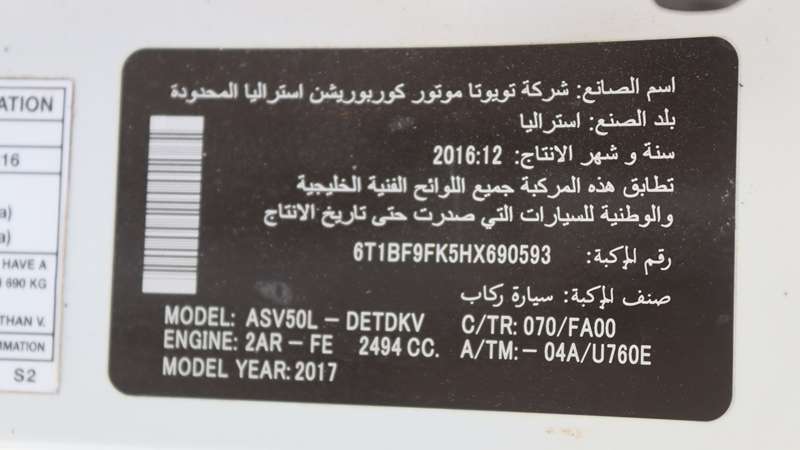 ATION
16
a)
a)
HAVE A
690 KG
THAN V.
MMATION
S2
اسم الصانع: شركة تويوتا موتور كوربوريشن استراليا المحدودة
بلد الصنع: استراليا
سنة و شهر الانتاج: 2016:12
تطابق هذه المركبة جميع اللوائح الفنية الخليجية
والوطنية للسيارات التي صدرت حتى تاريخ الانتاج
رقم المركبة: 6T1BF9FK5HX690593
صنف المركبة: سيارة ركاب
MODEL: ASV50L – DETDKV C/TR: 070/FA00
ENGINE: 2AR – FE 2494 CC. A/TM: – 04A/U760E
MODEL YEAR: 2017